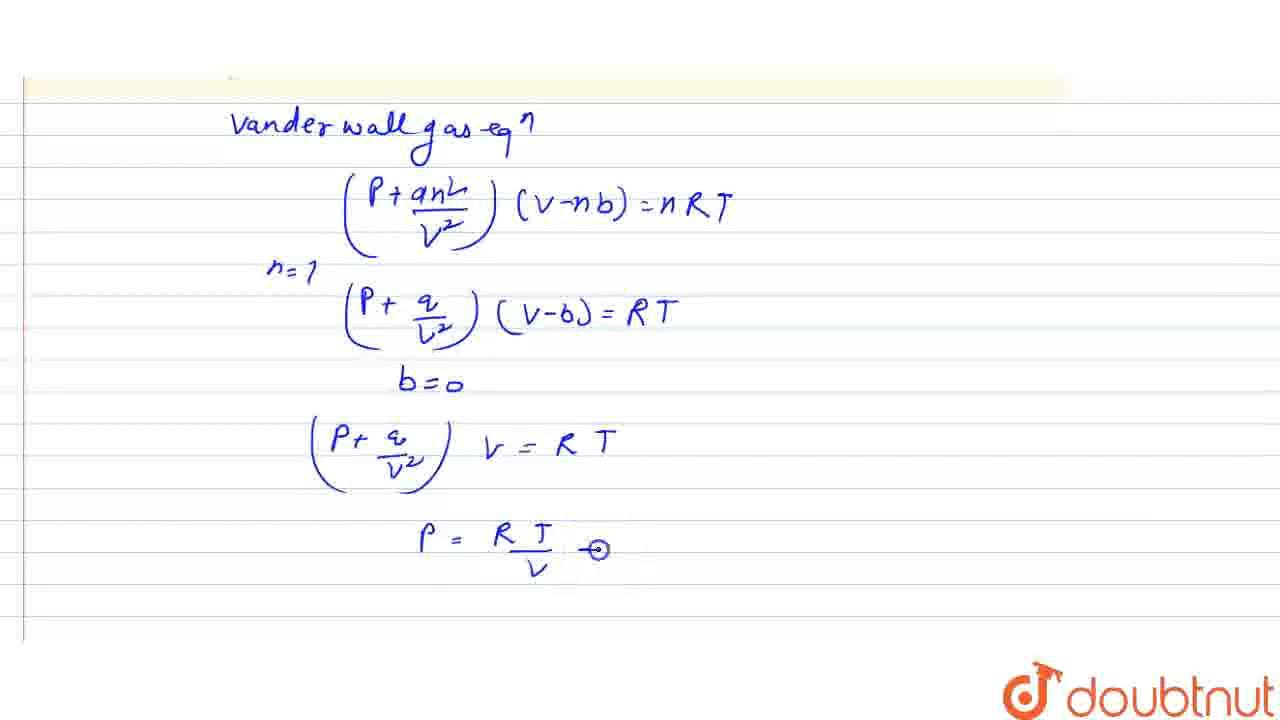 Vander wall gas eqn
(P + an²/V²) (V-nb) = nRT
n=1
(P + a/V²) (V-b) = RT
b=0
(P + a/V²) V = RT
P = RT/V -
doubtnut